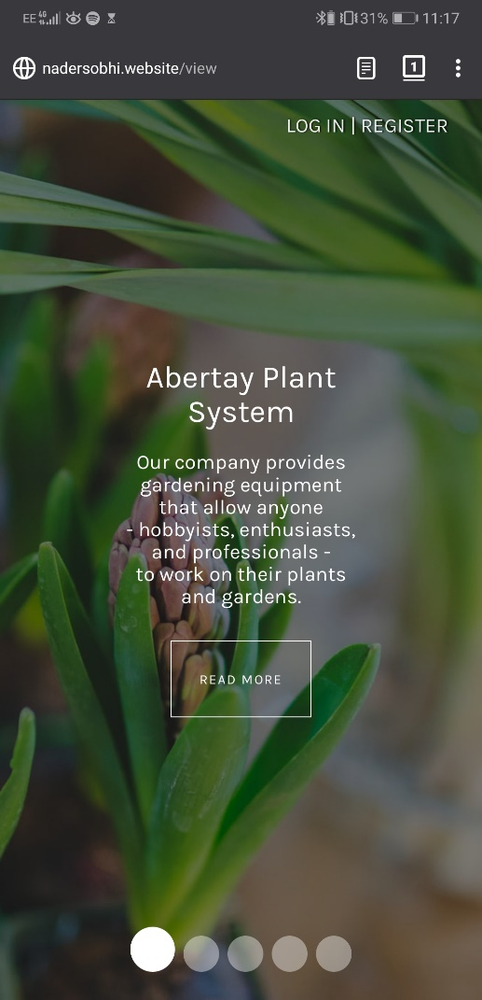 EE 4G 31% 11:17
nadersobhi.website/view 1
LOG IN | REGISTER
Abertay Plant
System
Our company provides
gardening equipment
that allow anyone
- hobbyists, enthusiasts,
and professionals -
to work on their plants
and gardens.
READ MORE